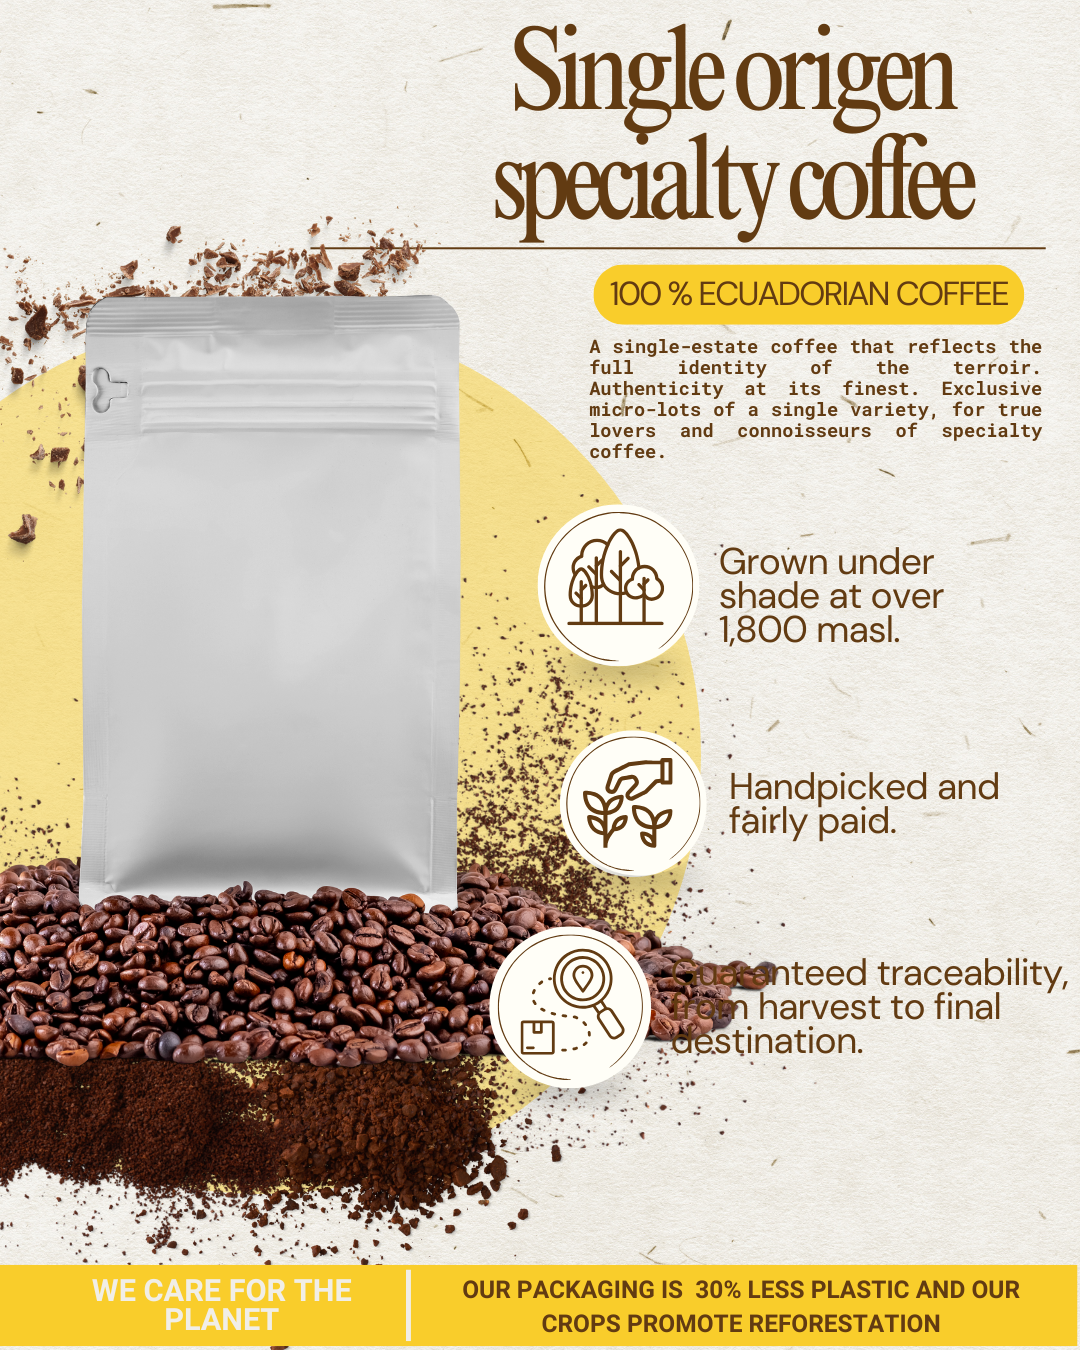 Single origen
specialty coffee
100 % ECUADORIAN COFFEE
A single-estate coffee that reflects the
full identity of the terroir.
Authenticity at its finest. Exclusive
micro-lots of a single variety, for true
lovers and connoisseurs of specialty
coffee.
Grown under
shade at over
1,800 masl.
Handpicked and
fairly paid.
Guaranteed traceability,
from harvest to final
destination.
WE CARE FOR THE
PLANET
OUR PACKAGING IS  30% LESS PLASTIC AND OUR
CROPS PROMOTE REFORESTATION